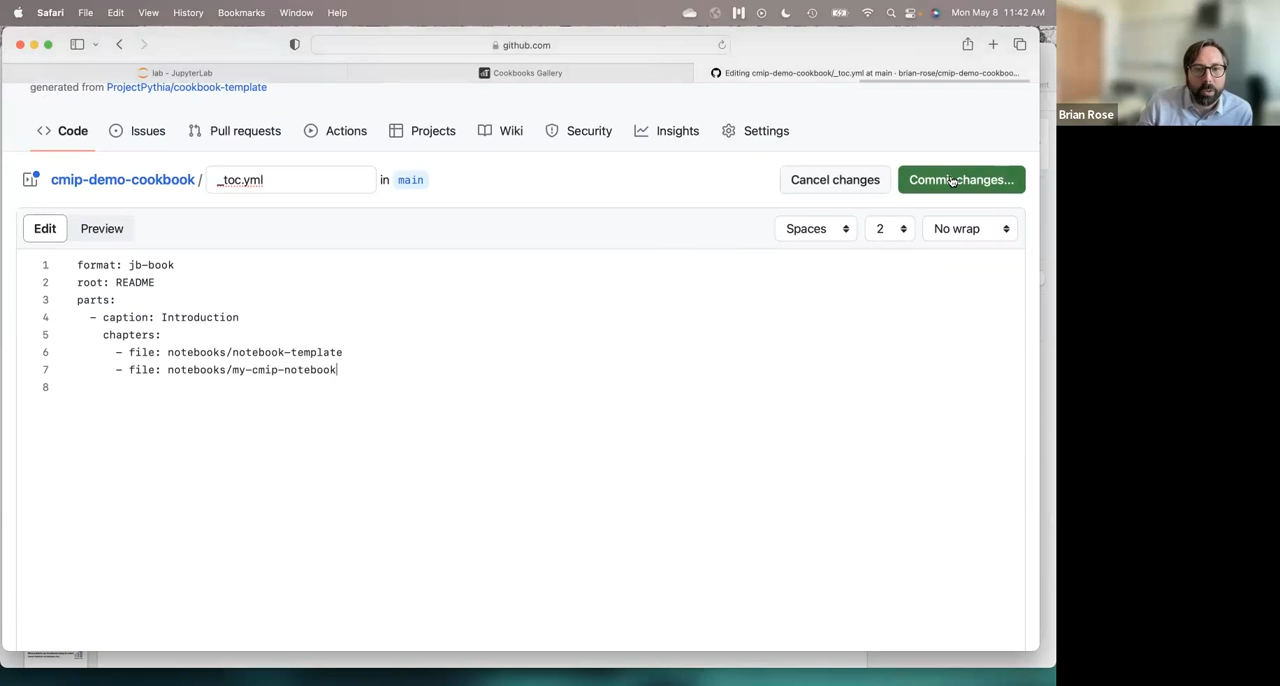 Safari File Edit View History Bookmarks Window Help Mon May 8 11:42 AM
github.com
lab - JupyterLab
Cookbooks Gallery
Editing cmip-demo-cookbook/_toc.yml at main · brian-rose/cmip-demo-cookboo...
generated from ProjectPythia/cookbook-template
Code Issues Pull requests Actions Projects Wiki Security Insights Settings
cmip-demo-cookbook / _toc.yml in main
Cancel changes Commit changes...
Edit Preview Spaces 2 No wrap
1 format: jb-book
2 root: README
3 parts:
4 - caption: Introduction
5 chapters:
6 - file: notebooks/notebook-template
7 - file: notebooks/my-cmip-notebook
8
Brian Rose